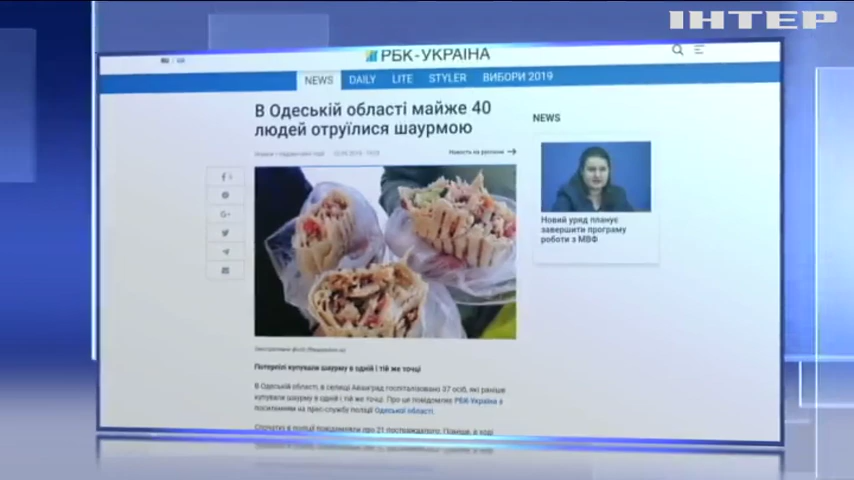 ІНТЕР
РБК-УКРАЇНА
NEWS DAILY LITE STYLER ВИБОРИ 2019
В Одеській області майже 40
людей отруїлися шаурмою
NEWS
Новий уряд планує
завершити програму
роботи з МВФ
Потерпілі купували шаурму в одній і тій же точці
В Одеській області, в селищі Авангард госпіталізовано 37 осіб, які раніше
купували шаурму в одній і тій же точці. Про це повідомляє РБК-Україна з
посиланням на прес-службу поліції Одеської області.